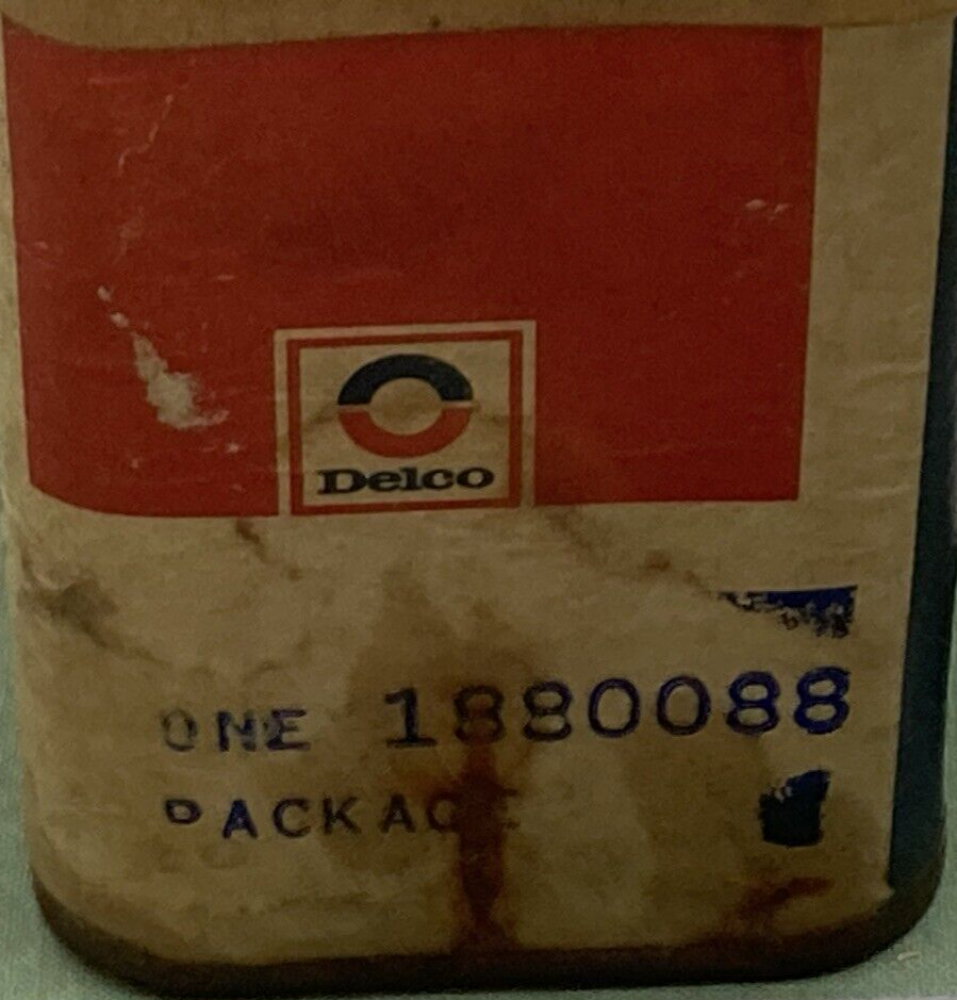 Delco
ONE 1880088
PACKAGE